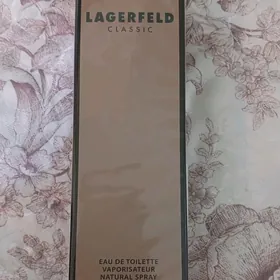 LAGERFELD
CLASSIC
EAU DE TOILETTE
VAPORISATEUR
NATURAL SPRAY